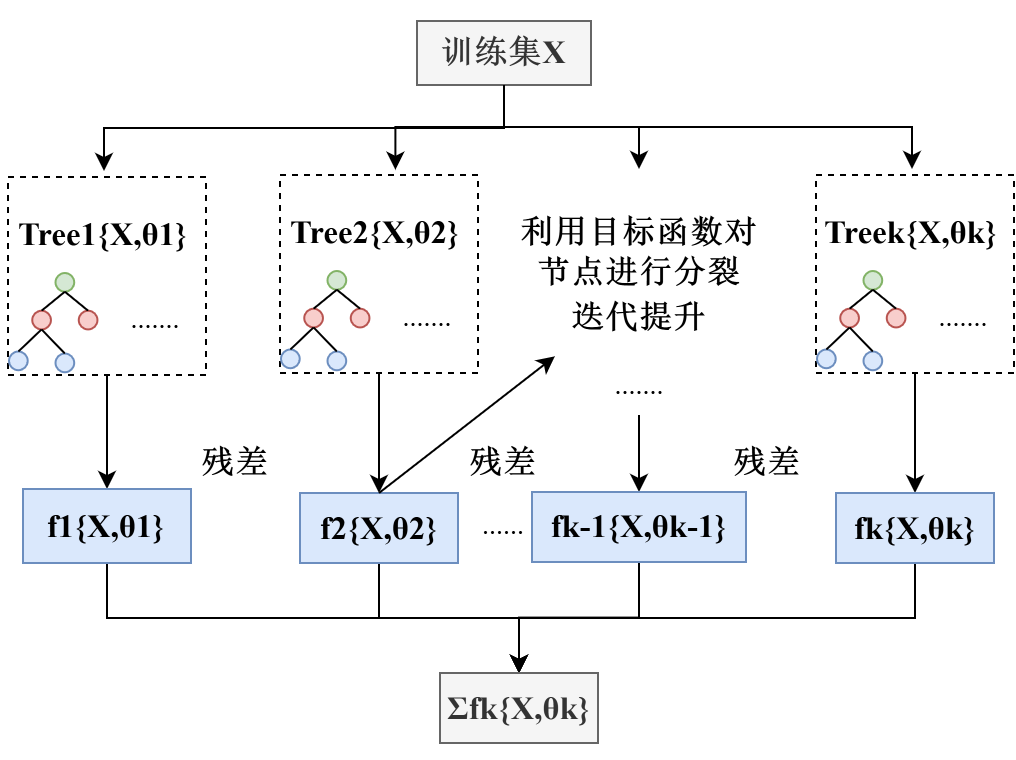 训练集X
Tree1{X,θ1}
Tree2{X,θ2}
利用目标函数对
节点进行分裂
迭代提升
Treek{X,θk}
.......
.......
.......
.......
残差
残差
残差
f1{X,θ1}
f2{X,θ2}
......
fk-1{X,θk-1}
fk{X,θk}
Σfk{X,θk}